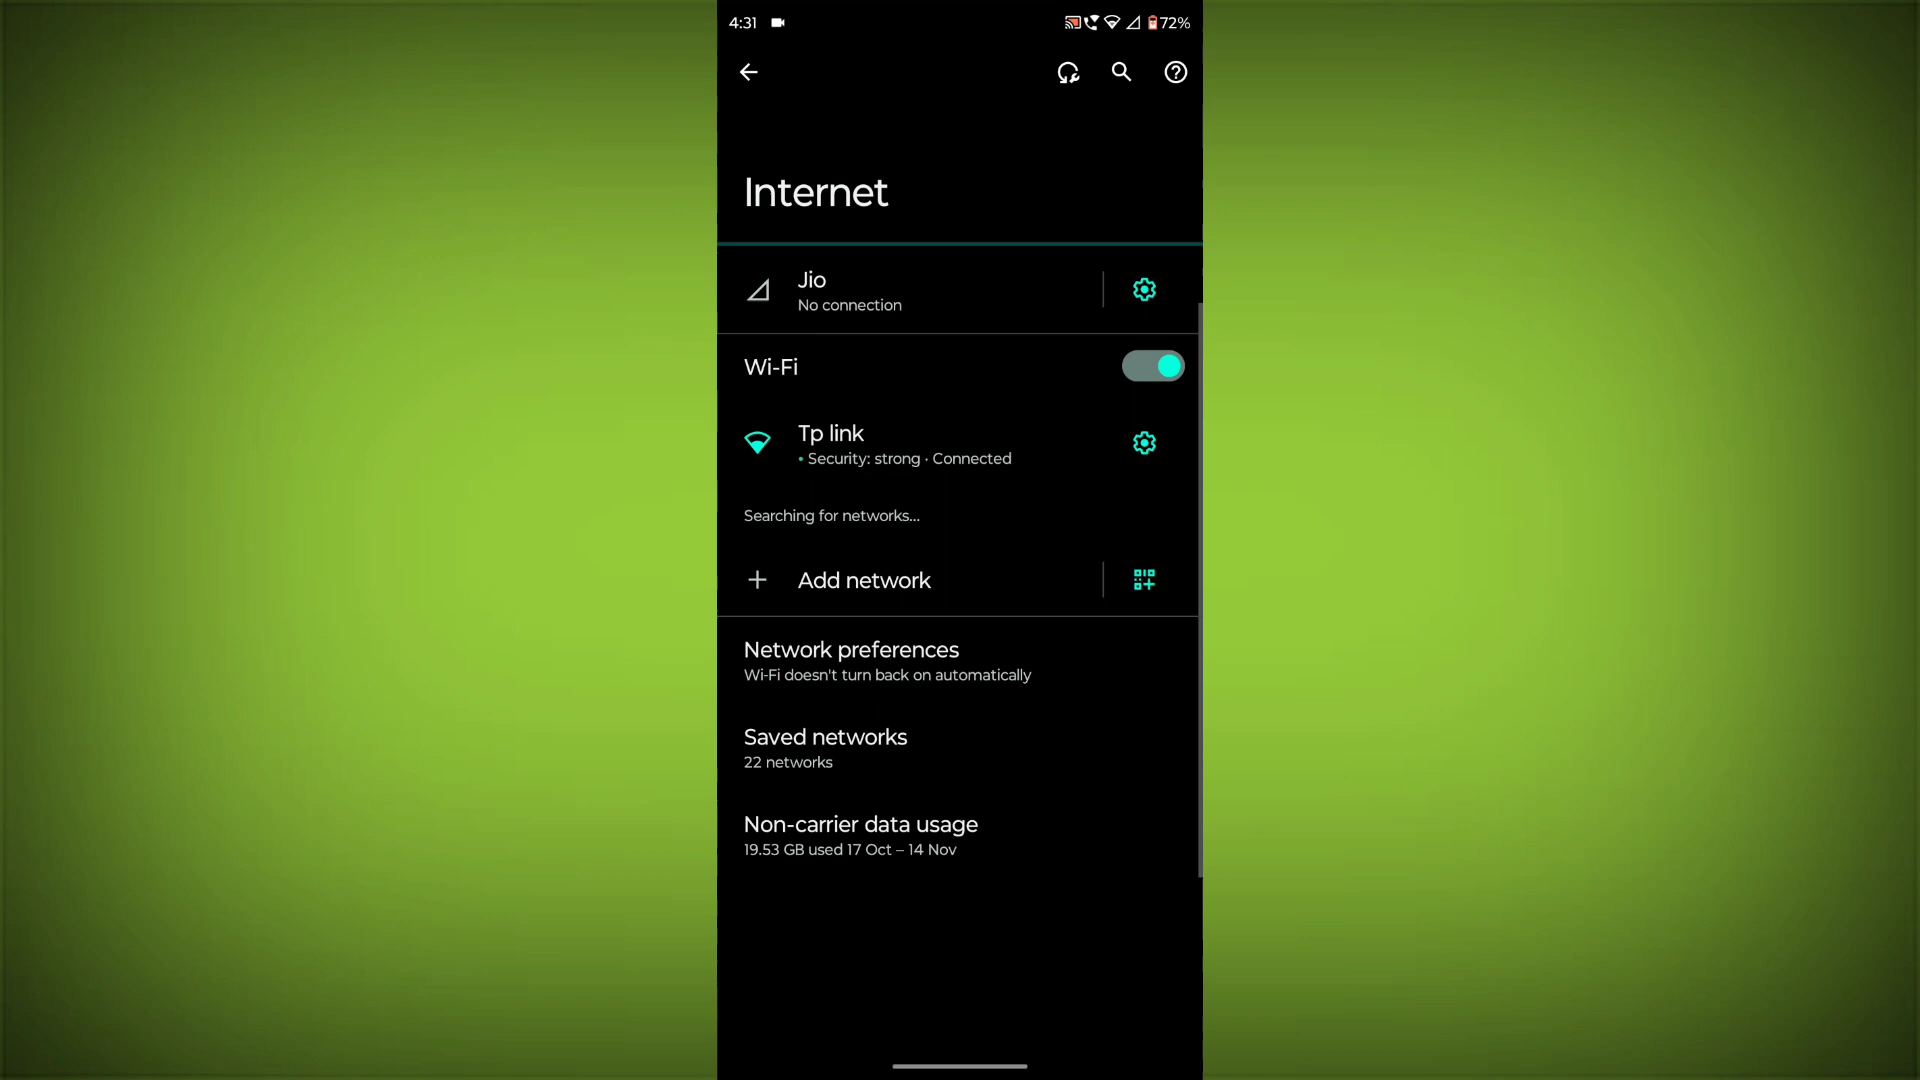 4:31
72%
Internet
Jio
No connection
Wi-Fi
Tp link
• Security: strong · Connected
Searching for networks...
Add network
Network preferences
Wi-Fi doesn't turn back on automatically
Saved networks
22 networks
Non-carrier data usage
19.53 GB used 17 Oct – 14 Nov